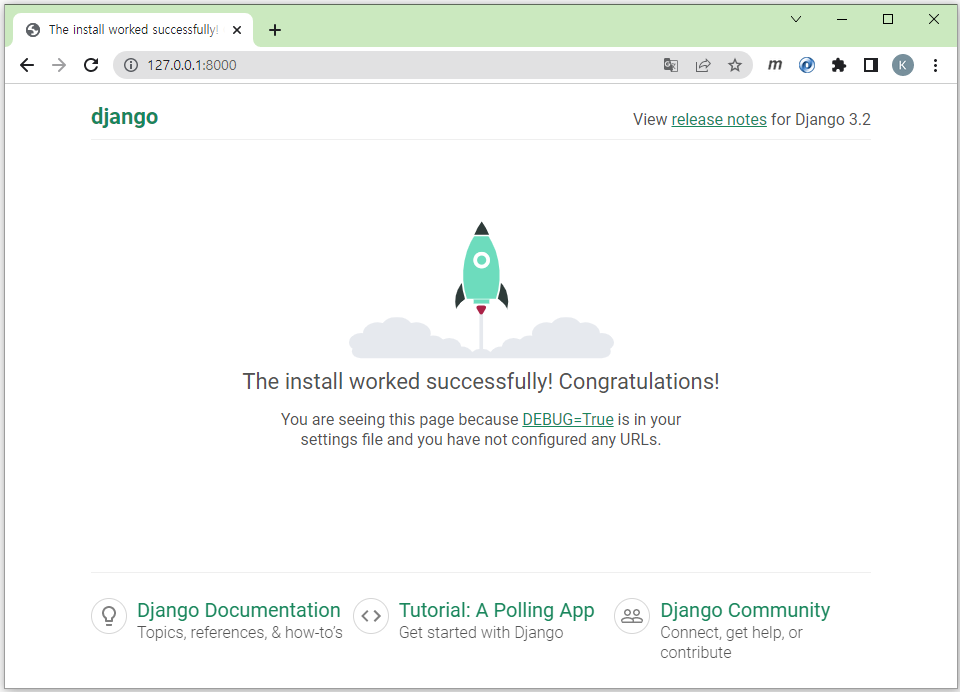 The install worked successfully!
127.0.0.1:8000
m
K
django
View release notes for Django 3.2
The install worked successfully! Congratulations!
You are seeing this page because DEBUG=True is in your
settings file and you have not configured any URLs.
Django Documentation
Topics, references, & how-to’s
Tutorial: A Polling App
Get started with Django
Django Community
Connect, get help, or
contribute